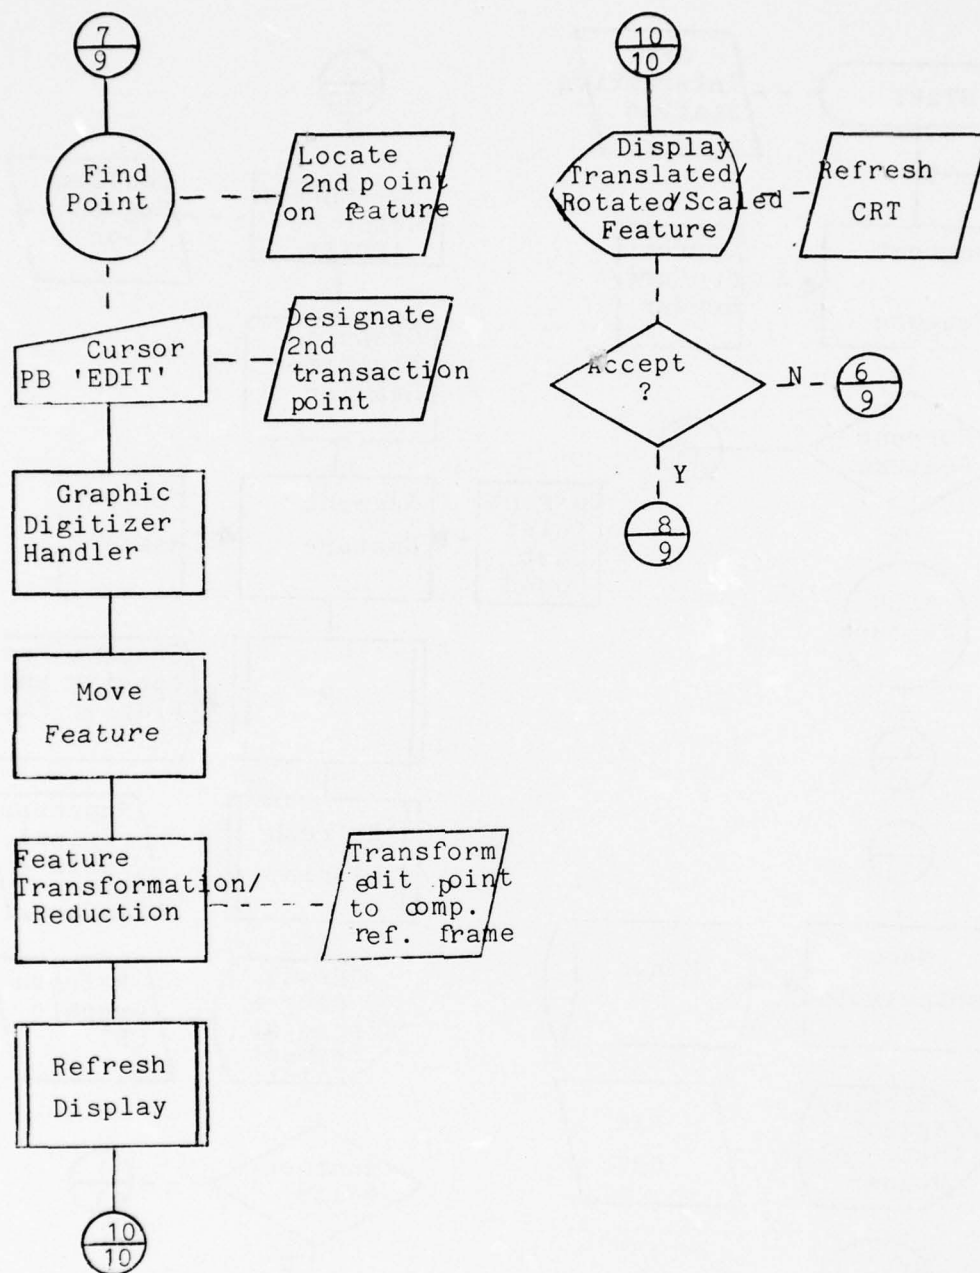 7
9
Find
Point
Locate
2nd point
on feature
Cursor
PB 'EDIT'
Designate
2nd
transaction
point
Graphic
Digitizer
Handler
Move
Feature
Feature
Transformation/
Reduction
Transform
edit point
to comp.
ref. frame
Refresh
Display
10
10
10
10
Display
Translated/
Rotated/Scaled
Feature
Refresh
CRT
Accept
?
N
6
9
Y
8
9